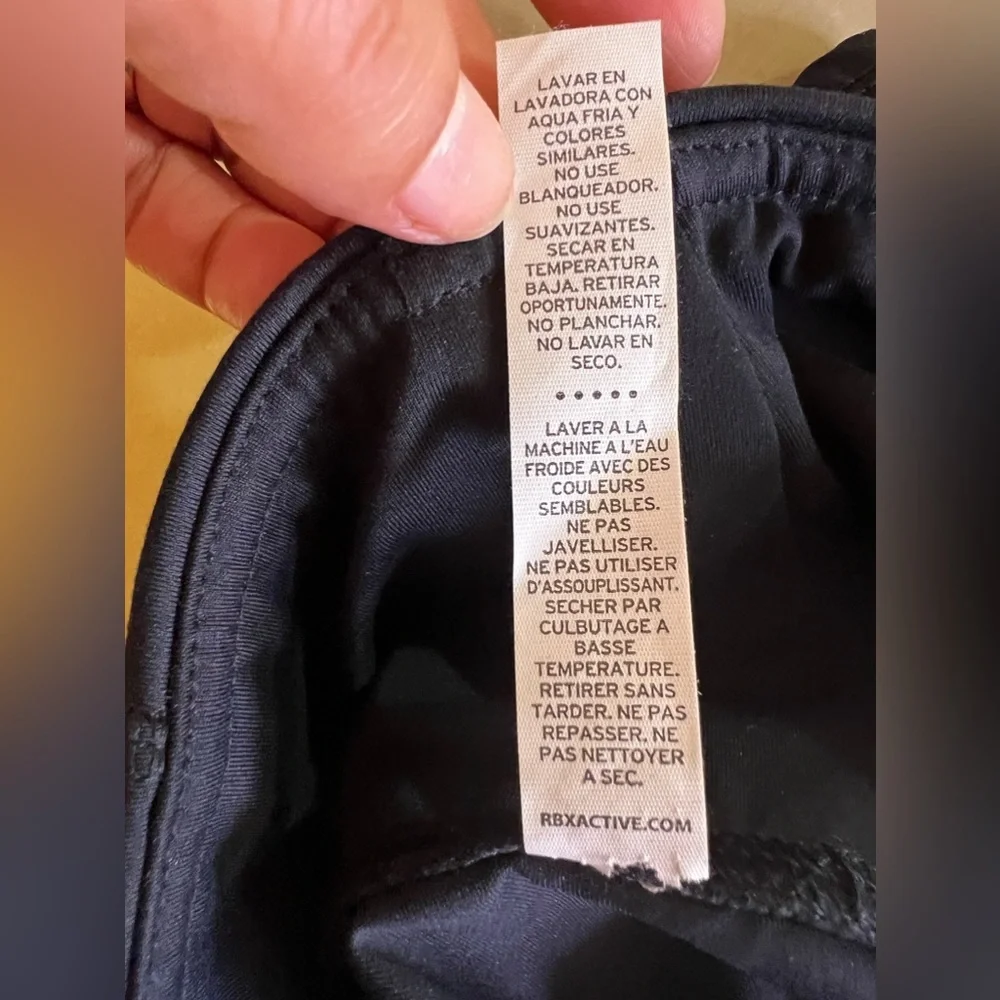 LAVAR EN
LAVADORA CON
AQUA FRIA Y
COLORES
SIMILARES.
NO USE
BLANQUEADOR.
NO USE
SUAVIZANTES.
SECAR EN
TEMPERATURA
BAJA. RETIRAR
OPORTUNAMENTE.
NO PLANCHAR.
NO LAVAR EN
SECO.
•••••
LAVER A LA
MACHINE A L'EAU
FROIDE AVEC DES
COULEURS
SEMBLABLES.
NE PAS
JAVELLISER.
NE PAS UTILISER
D'ASSOUPLISSANT.
SECHER PAR
CULBUTAGE A
BASSE
TEMPERATURE.
RETIRER SANS
TARDER. NE PAS
REPASSER. NE
PAS NETTOYER
A SEC.
RBXACTIVE.COM